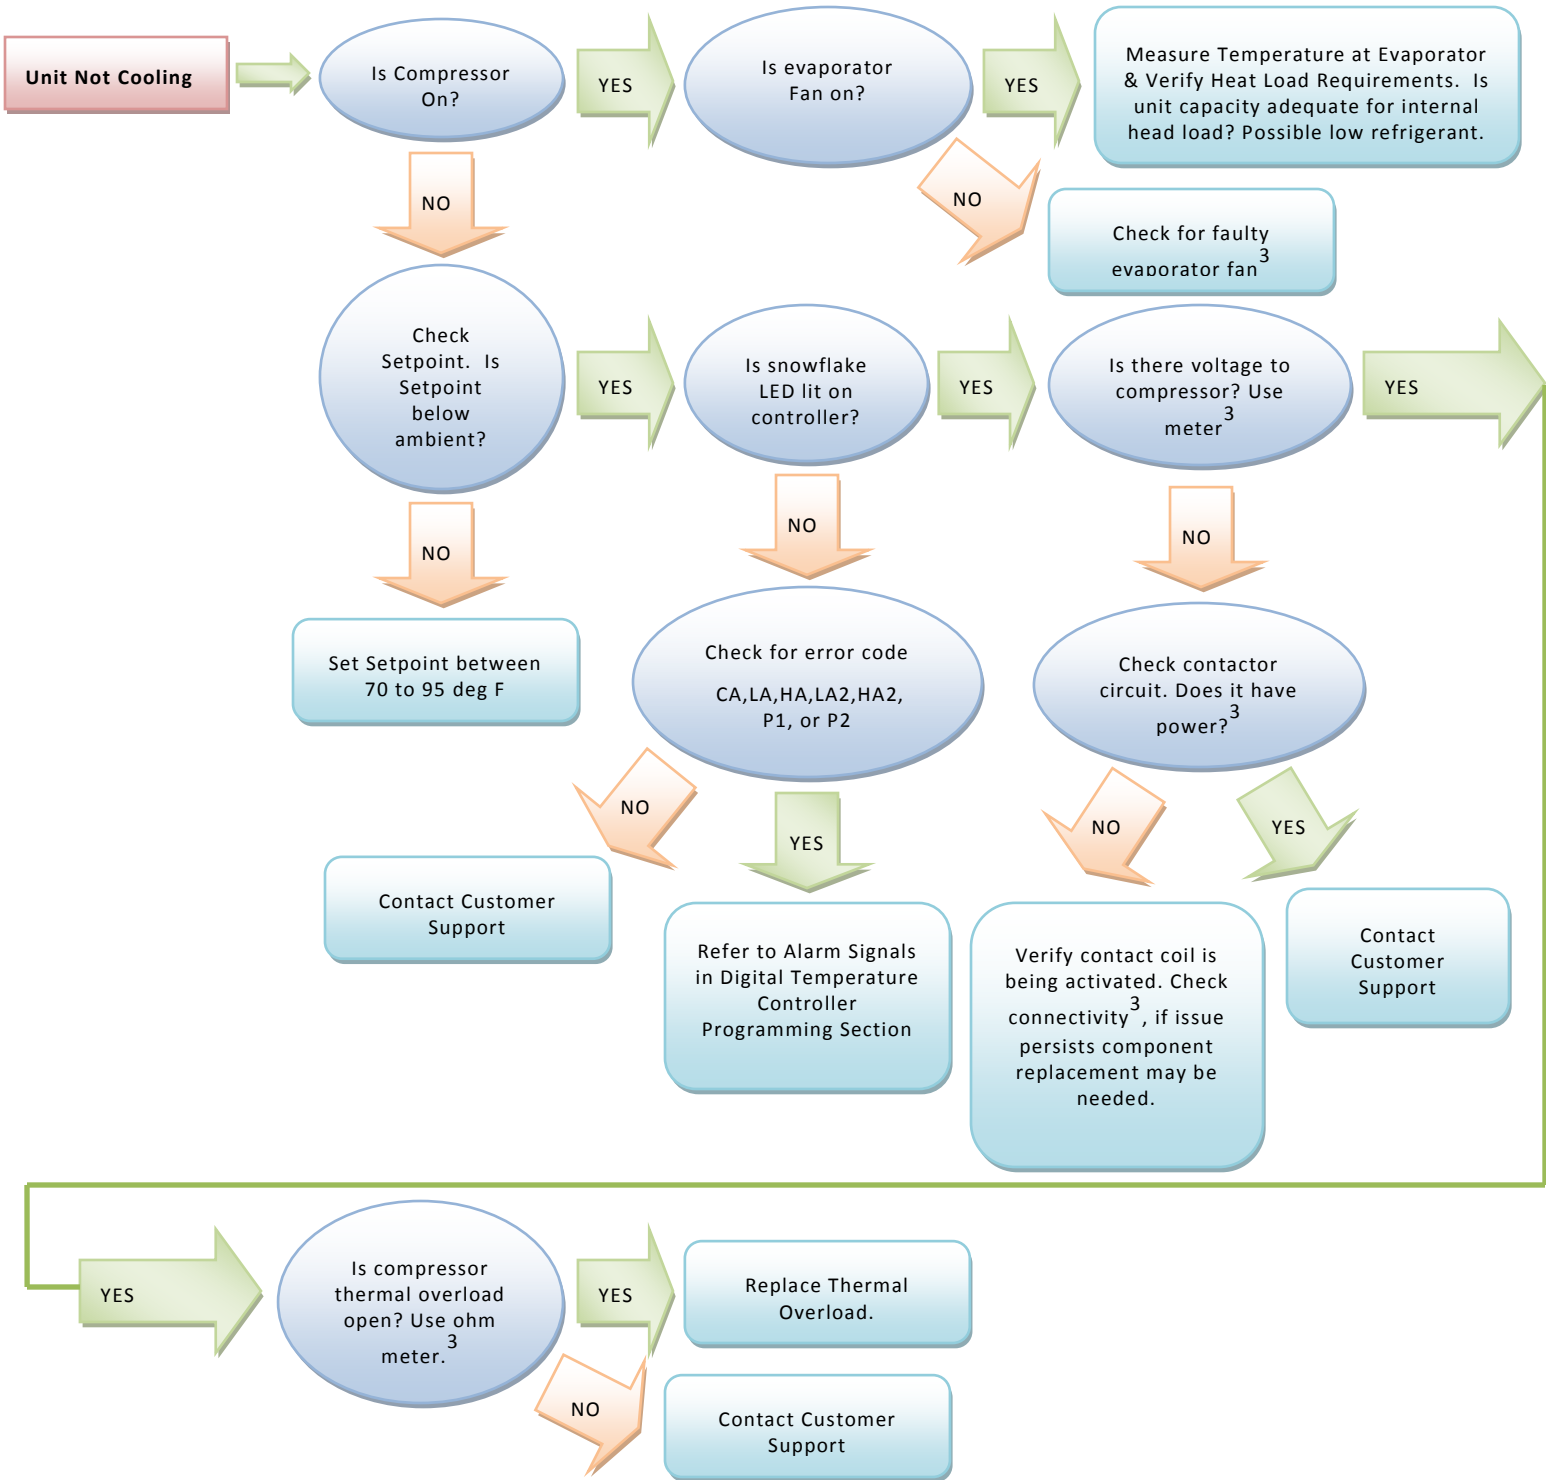 Unit Not Cooling
Is Compressor
On?
YES
Is evaporator
Fan on?
YES
Measure Temperature at Evaporator
& Verify Heat Load Requirements.  Is
unit capacity adequate for internal
head load? Possible low refrigerant.
NO
NO
Check for faulty
evaporator fan3
Check
Setpoint.  Is
Setpoint
below
ambient?
YES
Is snowflake
LED lit on
controller?
YES
Is there voltage to
compressor? Use
meter3
YES
NO
NO
NO
Set Setpoint between
70 to 95 deg F
Check for error code
CA,LA,HA,LA2,HA2,
P1, or P2
Check contactor
circuit. Does it have
power?3
NO
YES
NO
YES
Contact Customer
Support
Refer to Alarm Signals
in Digital Temperature
Controller
Programming Section
Verify contact coil is
being activated. Check
connectivity3, if issue
persists component
replacement may be
needed.
Contact
Customer
Support
YES
Is compressor
thermal overload
open? Use ohm
meter.3
YES
Replace Thermal
Overload.
NO
Contact Customer
Support